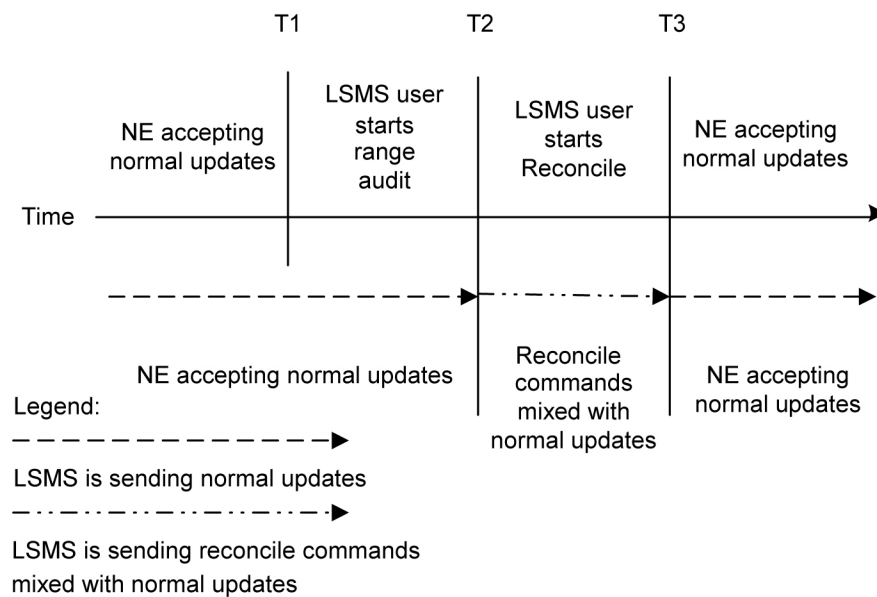 T1
T2
T3
NE accepting
normal updates
LSMS user
starts
range
audit
LSMS user
starts
Reconcile
NE accepting
normal updates
Time
NE accepting normal updates
Reconcile
commands
mixed with
normal updates
NE accepting
normal updates
Legend:
LSMS is sending normal updates
LSMS is sending reconcile commands
mixed with normal updates